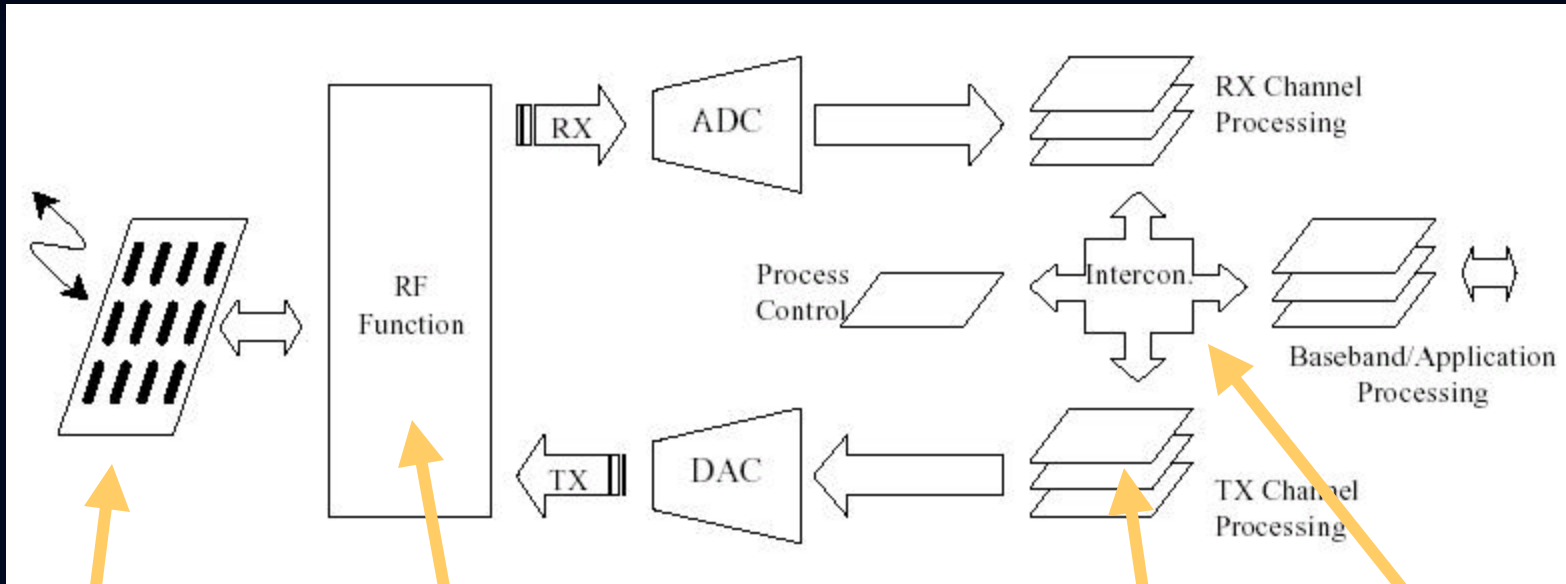 RX
ADC
RX Channel
Processing
RF
Function
Process
Control
Intercon.
Baseband/Application
Processing
TX
DAC
TX Channel
Processing